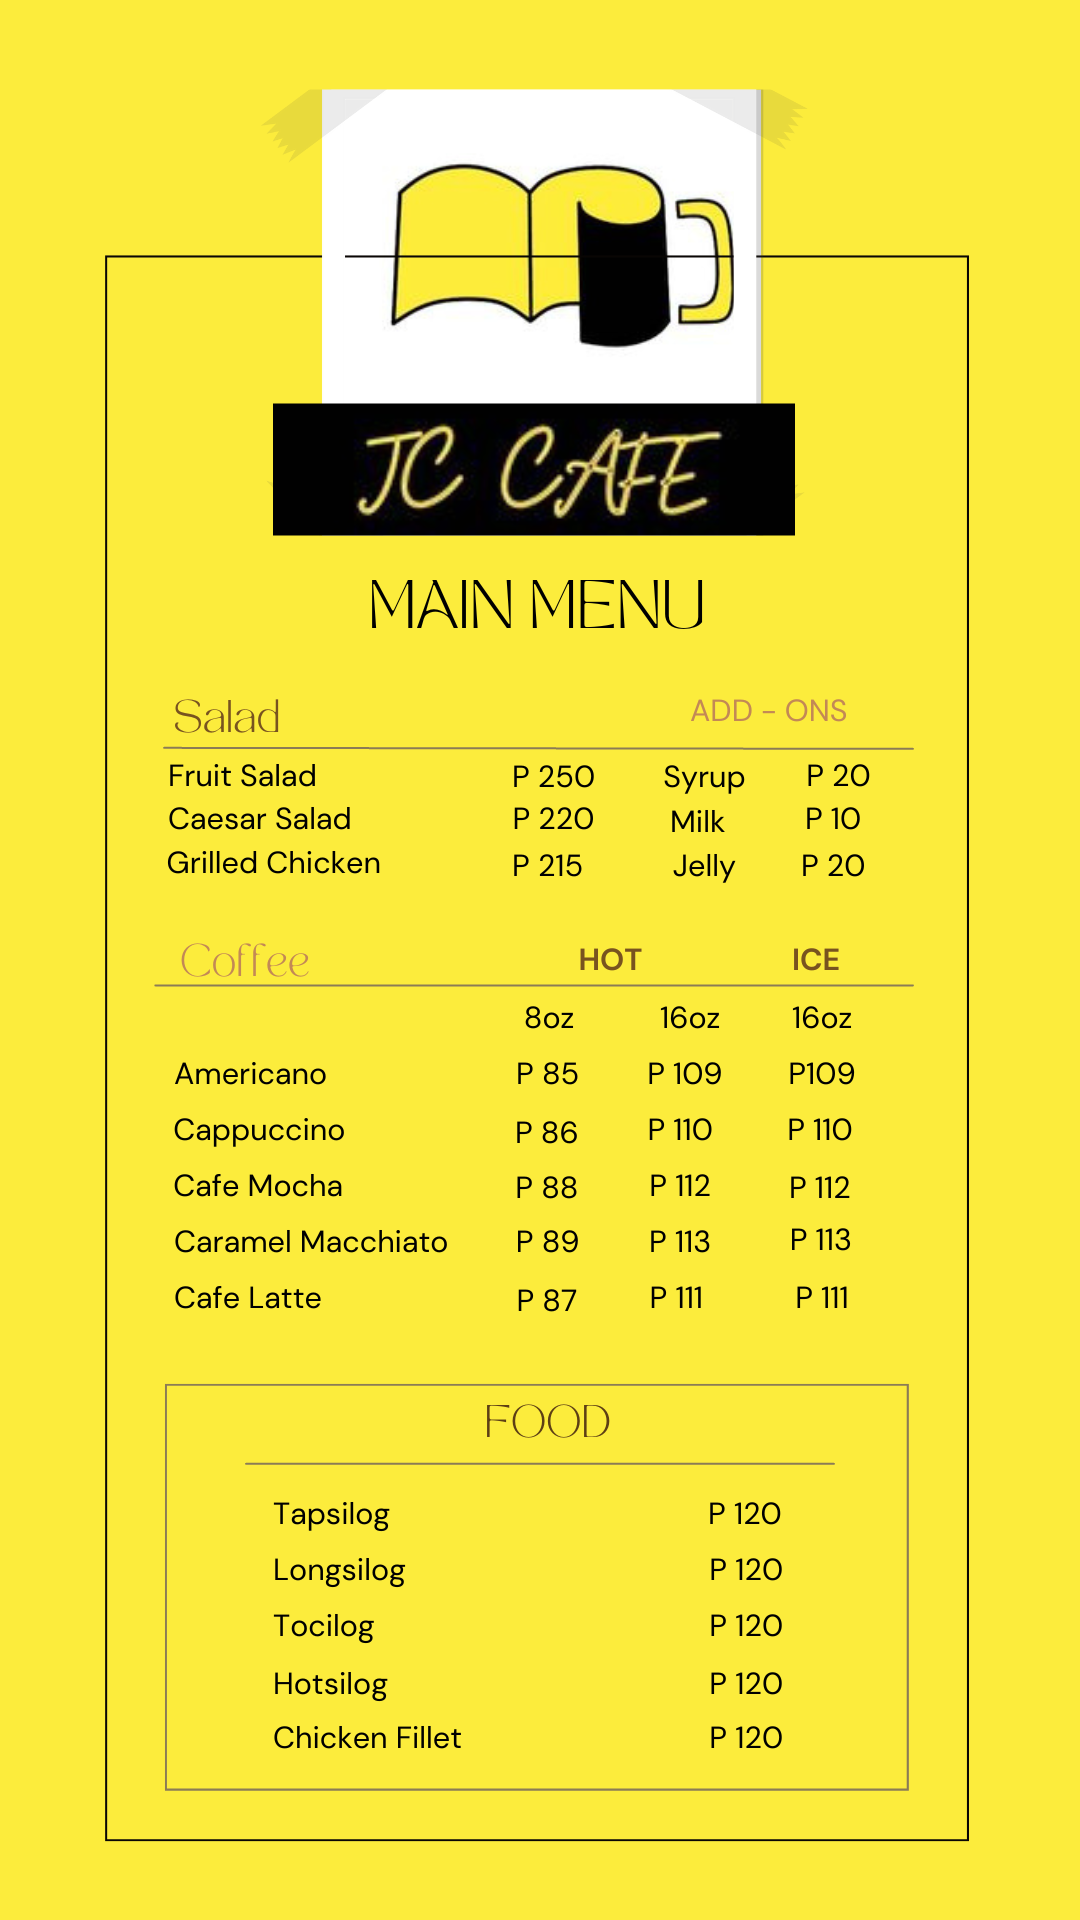 JC CAFE
MAIN MENU
Salad ADD - ONS
Fruit Salad P 250 Syrup P 20
Caesar Salad P 220 Milk P 10
Grilled Chicken P 215 Jelly P 20
Coffee HOT ICE
8oz 16oz 16oz
Americano P 85 P 109 P109
Cappuccino P 86 P 110 P 110
Cafe Mocha P 88 P 112 P 112
Caramel Macchiato P 89 P 113 P 113
Cafe Latte P 87 P 111 P 111
FOOD
Tapsilog P 120
Longsilog P 120
Tocilog P 120
Hotsilog P 120
Chicken Fillet P 120